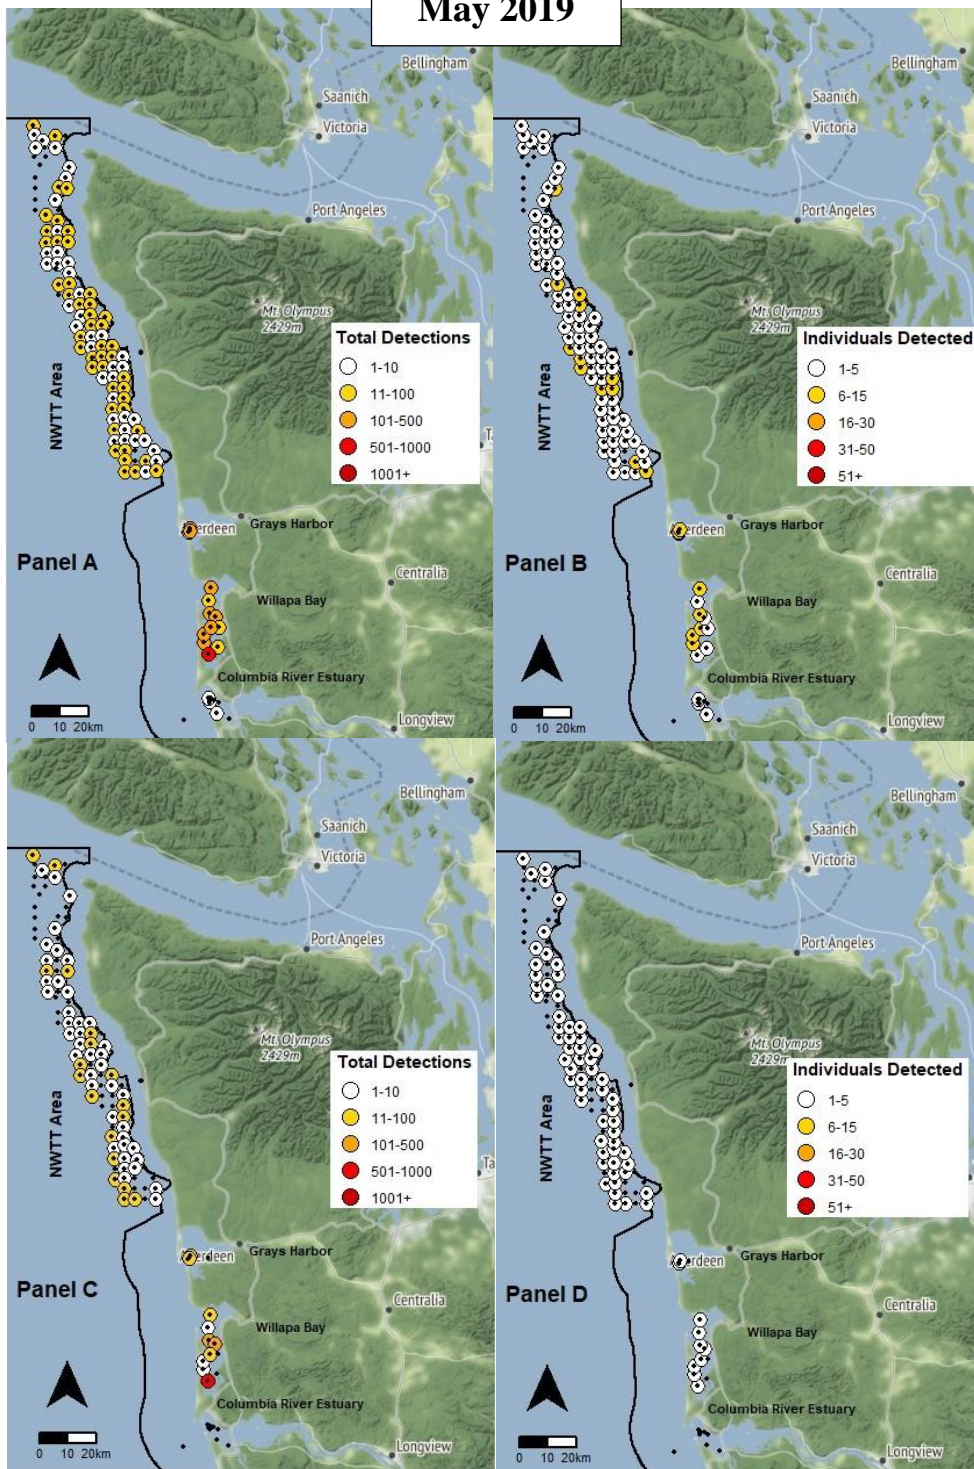 May 2019
Bellingham
Saanich
Victoria
Port Angeles
Mt. Olympus
2429m
Total Detections
1-10
11-100
101-500
501-1000
1001+
NWTT Area
Aberdeen
Grays Harbor
Panel A
Centralia
Willapa Bay
Columbia River Estuary
Longview
0 10 20km
Bellingham
Saanich
Victoria
Port Angeles
Mt. Olympus
2429m
Individuals Detected
1-5
6-15
16-30
31-50
51+
NWTT Area
Grays Harbor
Panel B
Centralia
Willapa Bay
Columbia River Estuary
Longview
0 10 20km
Bellingham
Saanich
Victoria
Port Angeles
Mt. Olympus
2429m
Total Detections
1-10
11-100
101-500
501-1000
1001+
NWTT Area
Ta
Aberdeen
Grays Harbor
Panel C
Centralia
Willapa Bay
Columbia River Estuary
Longview
0 10 20km
Bellingham
Saanich
Victoria
Port Angeles
Mt. Olympus
2429m
Individuals Detected
1-5
6-15
16-30
31-50
51+
NWTT Area
Grays Harbor
Panel D
Centralia
Willapa Bay
Columbia River Estuary
Longview
0 10 20km